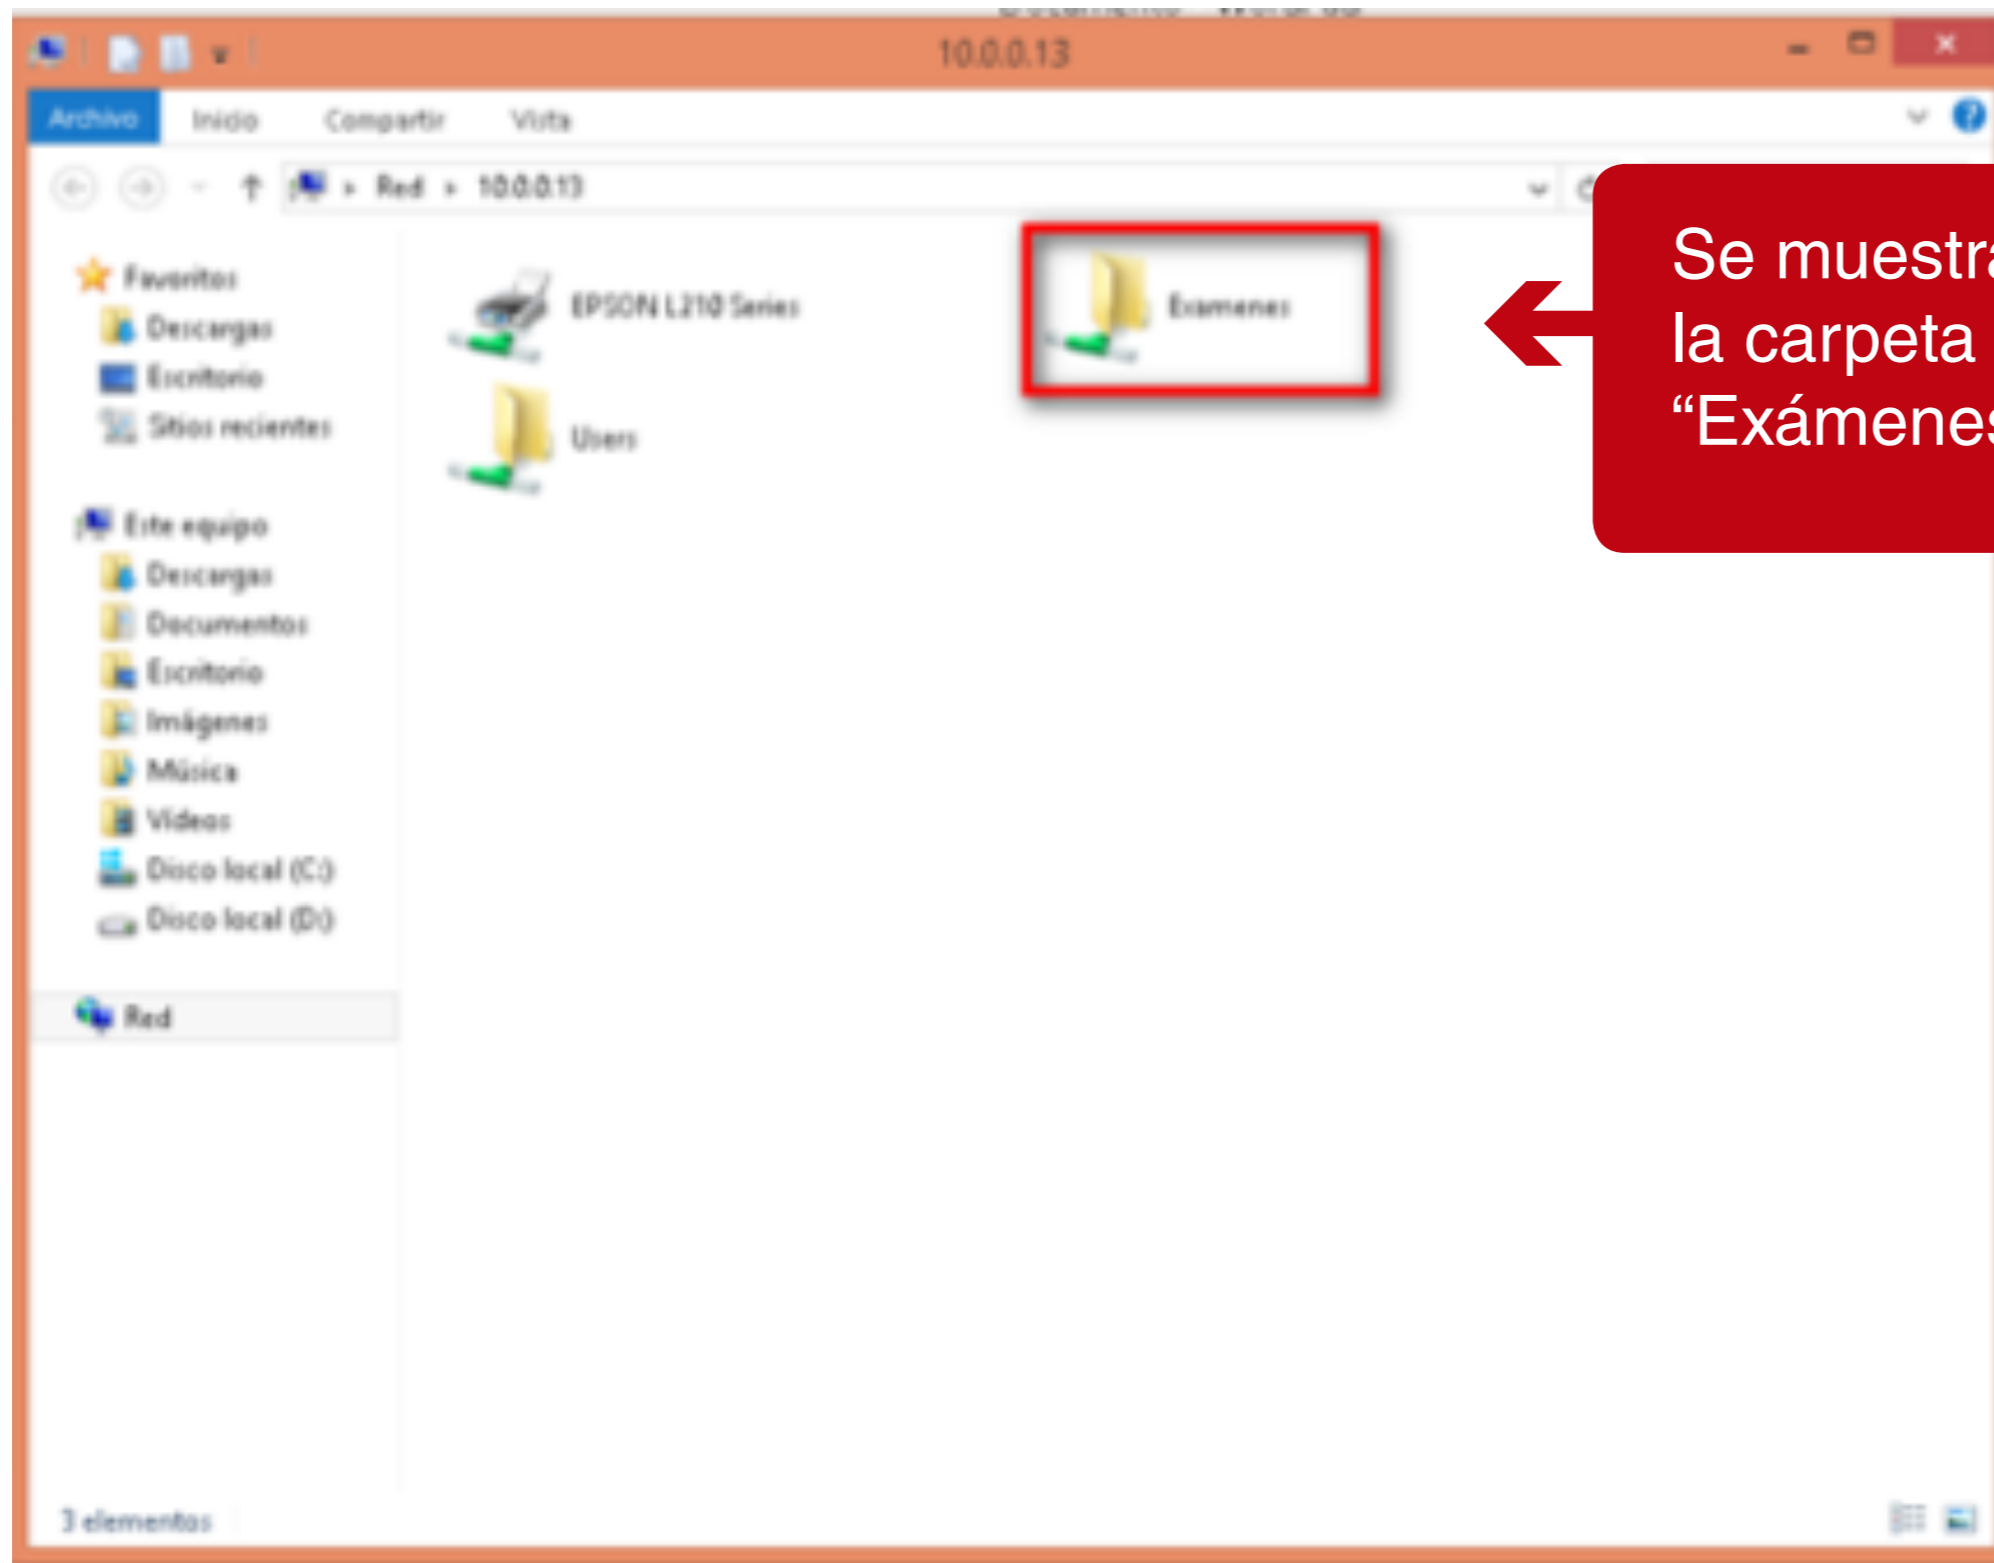 10.0.0.13
Archivo Inicio Compartir Vista
Red 10.0.0.13
Se muestra
la carpeta
“Exámenes
Favoritos
Descargas
Escritorio
Sitios recientes
EPSON L210 Series
Examenes
Users
Este equipo
Descargas
Documentos
Escritorio
Imágenes
Música
Vídeos
Disco local (C:)
Disco local (D:)
Red
3 elementos